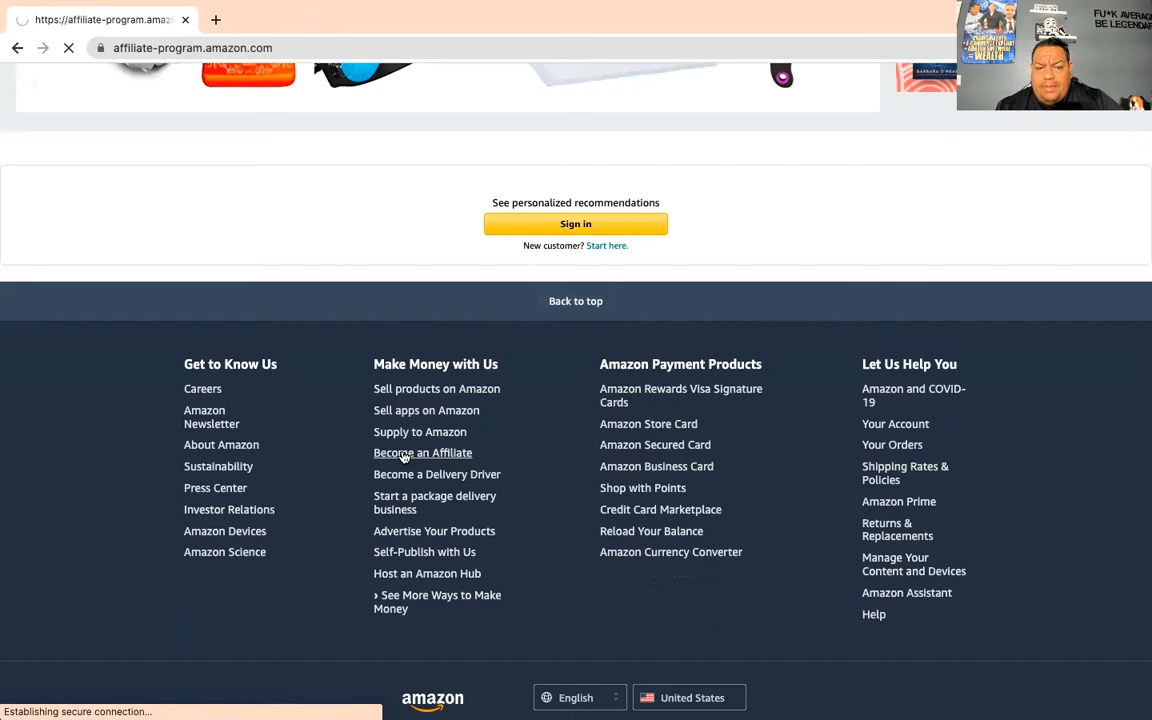 https://affiliate-program.amaz
affiliate-program.amazon.com
FU*K AVERAGE
BE LEGENDAR
= WEALTH
BARBARA O'NEI
See personalized recommendations
Sign in
New customer? Start here.
Back to top
Get to Know Us
Careers
Amazon
Newsletter
About Amazon
Sustainability
Press Center
Investor Relations
Amazon Devices
Amazon Science
Make Money with Us
Sell products on Amazon
Sell apps on Amazon
Supply to Amazon
Become an Affiliate
Become a Delivery Driver
Start a package delivery
business
Advertise Your Products
Self-Publish with Us
Host an Amazon Hub
› See More Ways to Make
Money
Amazon Payment Products
Amazon Rewards Visa Signature
Cards
Amazon Store Card
Amazon Secured Card
Amazon Business Card
Shop with Points
Credit Card Marketplace
Reload Your Balance
Amazon Currency Converter
Let Us Help You
Amazon and COVID-
19
Your Account
Your Orders
Shipping Rates &
Policies
Amazon Prime
Returns &
Replacements
Manage Your
Content and Devices
Amazon Assistant
Help
amazon
English
United States
Establishing secure connection...